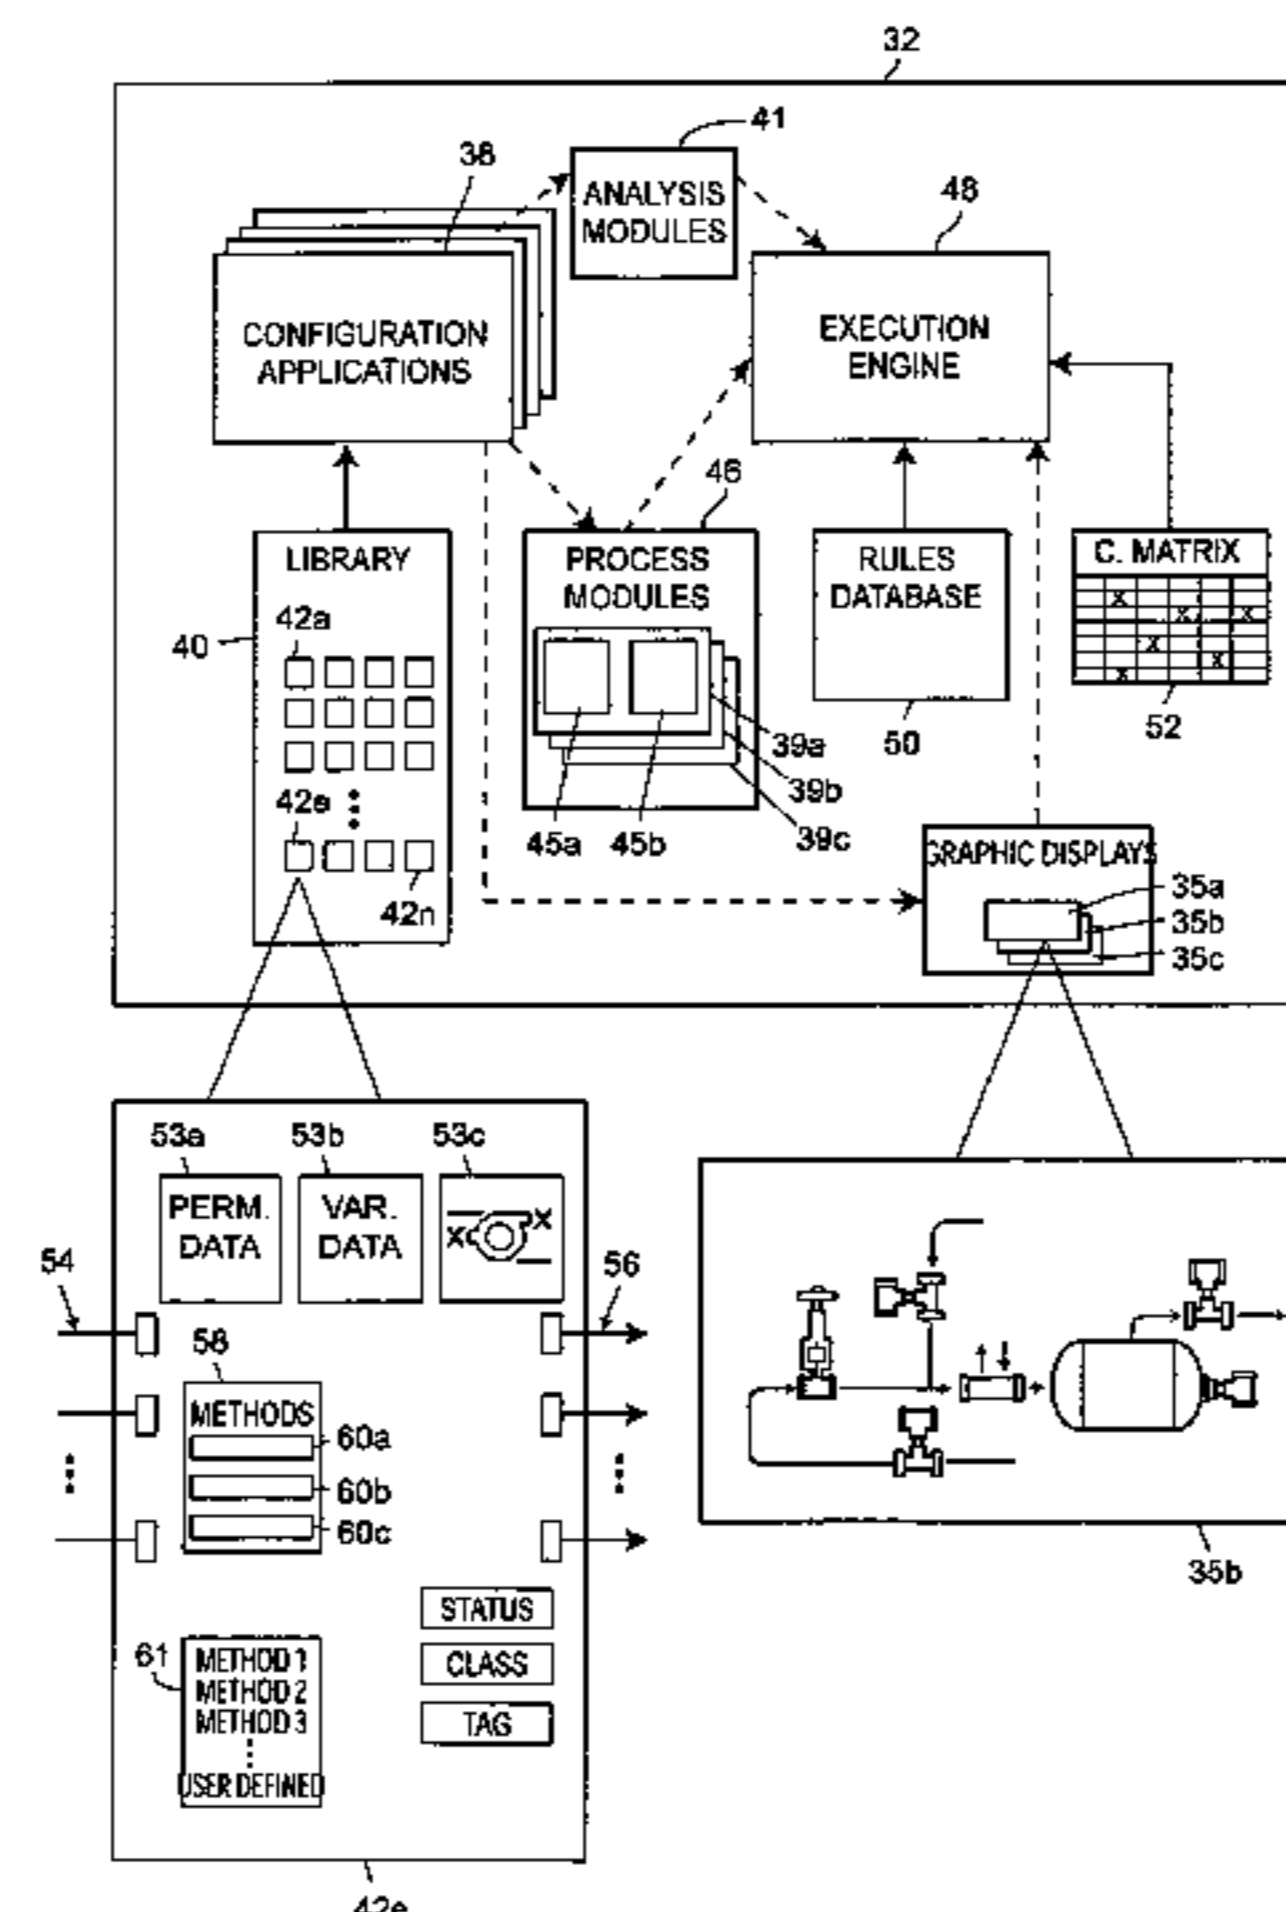 32
41
38
ANALYSIS
MODULES
48
CONFIGURATION
APPLICATIONS
EXECUTION
ENGINE
46
LIBRARY
PROCESS
MODULES
RULES
DATABASE
C. MATRIX
X
X
X
X
X
X
42a
40
39a
39b
39c
50
52
42e
45a
45b
42n
GRAPHIC DISPLAYS
35a
35b
35c
53a
53b
53c
PERM.
DATA
VAR.
DATA
X
X
54
56
58
METHODS
60a
60b
60c
35b
STATUS
CLASS
TAG
61
METHOD 1
METHOD 2
METHOD 3
USER DEFINED
42e